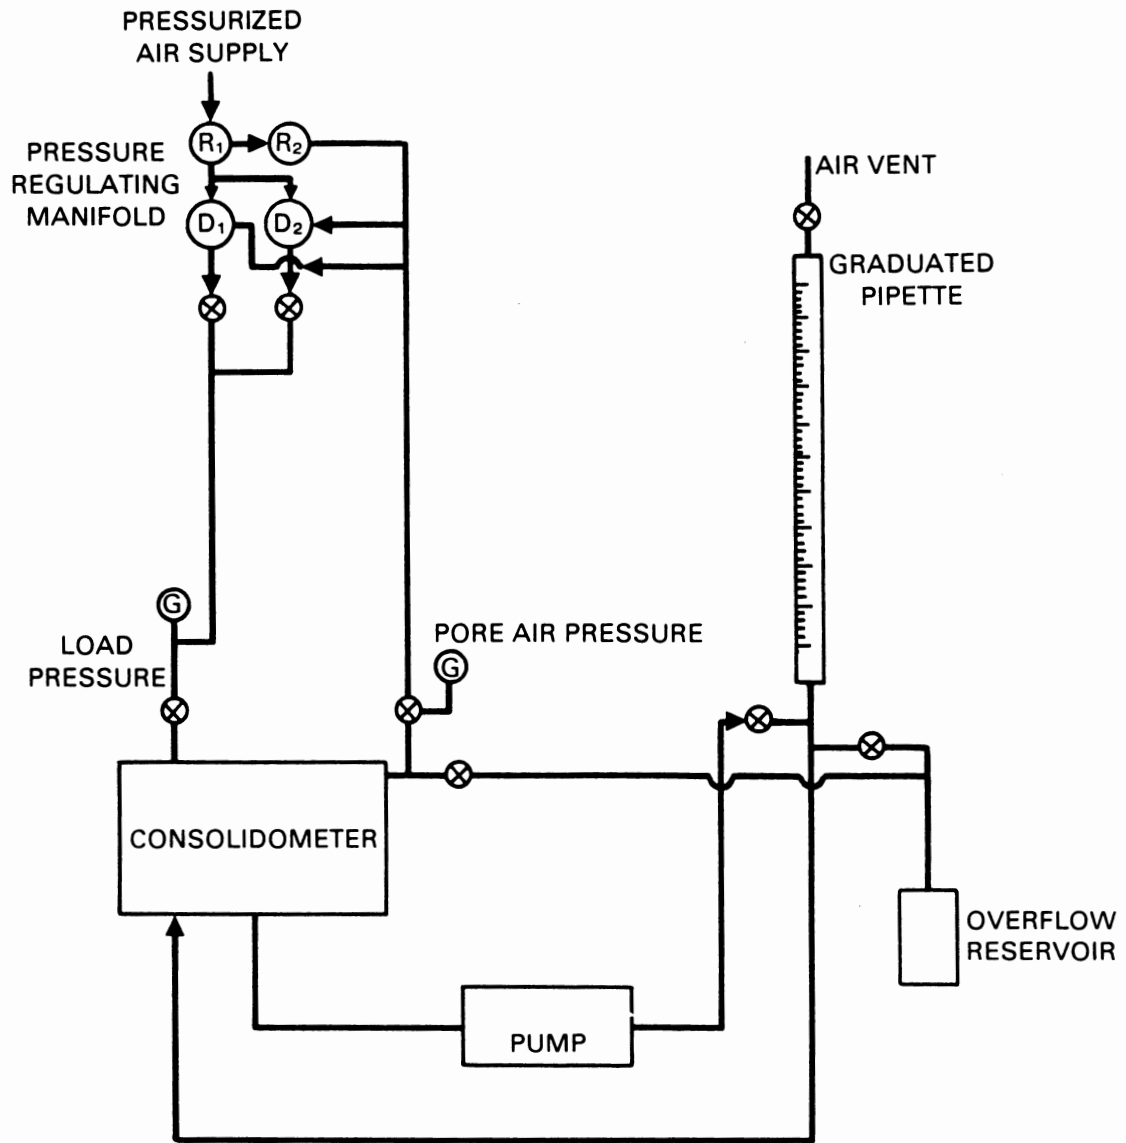 PRESSURIZED
AIR SUPPLY
R1
R2
PRESSURE
REGULATING
MANIFOLD
D1
D2
AIR VENT
GRADUATED
PIPETTE
G
LOAD
PRESSURE
PORE AIR PRESSURE
G
CONSOLIDOMETER
OVERFLOW
RESERVOIR
PUMP